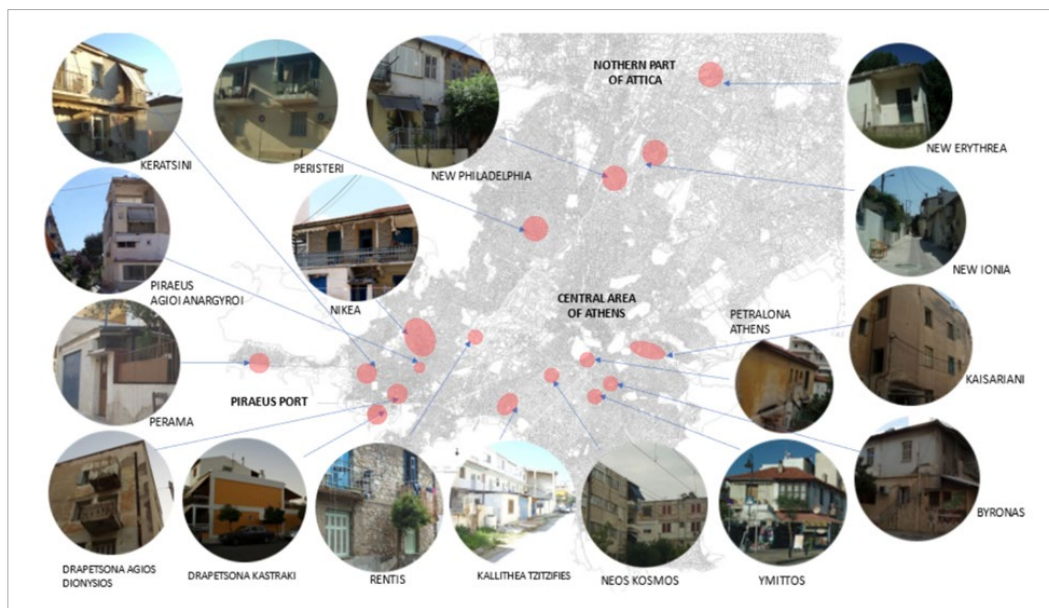 NOTHERN PART
OF ATTICA
KERATSINI
PERISTERI
NEW PHILADELPHIA
NEW ERYTHREA
PIRAEUS
AGIOI ANARGYROI
NIKEA
NEW IONIA
CENTRAL AREA
OF ATHENS
PETRALONA
ATHENS
KAISARIANI
PERAMA
PIRAEUS PORT
BYRONAS
DRAPETSONA AGIOS
DIONYSIOS
DRAPETSONA KASTRAKI
RENTIS
KALLITHEA TZITZIFIES
NEOS KOSMOS
YMITTOS